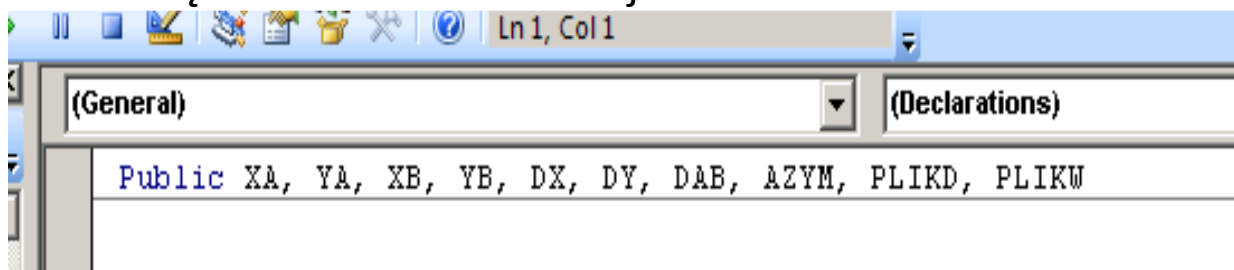 Ln 1, Col 1
(General) (Declarations)
Public XA, YA, XB, YB, DX, DY, DAB, AZYM, PLIKD, PLIKW